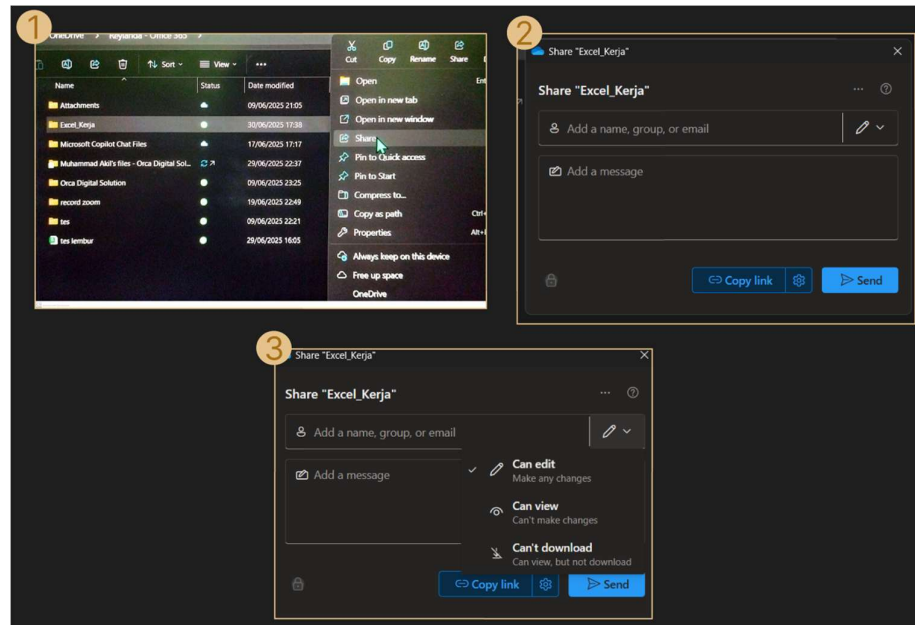 1
OneDrive > Keylanda - Office 365 >
Sort
View
...
Name
Status
Date modified
Attachments
09/06/2025 21:05
Excel_Kerja
30/06/2025 17:38
Microsoft Copilot Chat Files
17/06/2025 17:17
Muhammad Akil's files - Orca Digital Sol...
29/06/2025 22:37
Orca Digital Solution
09/06/2025 23:25
record zoom
19/06/2025 22:49
tes
09/06/2025 22:21
tes lembur
29/06/2025 16:05
Cut
Copy
Rename
Share
Open
Open in new tab
Open in new window
Share
Pin to Quick access
Pin to Start
Compress to...
Copy as path
Properties
Always keep on this device
Free up space
OneDrive
2
Share "Excel_Kerja"
Share "Excel_Kerja"
...
Add a name, group, or email
Add a message
Copy link
Send
3
Share "Excel_Kerja"
Share "Excel_Kerja"
...
Add a name, group, or email
Add a message
Can edit
Make any changes
Can view
Can't make changes
Can't download
Can view, but not download
Copy link
Send